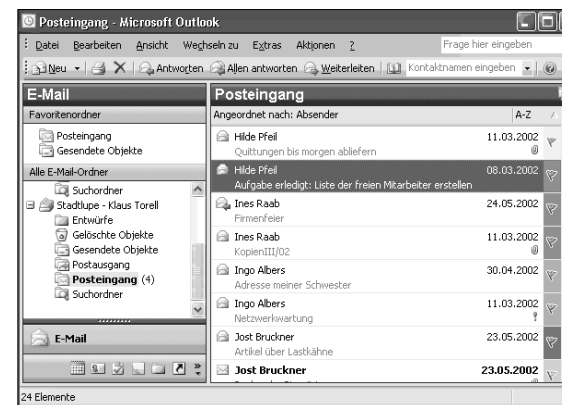 Posteingang - Microsoft Outlook
Datei Bearbeiten Ansicht Wechseln zu Extras Aktionen ? Frage hier eingeben
Neu Antworten Allen antworten Weiterleiten Kontaktnamen eingeben
E-Mail
Favoritenordner
Posteingang
Gesendete Objekte
Alle E-Mail-Ordner
Suchordner
Stadtlupe - Klaus Torell
Entwürfe
Gelöschte Objekte
Gesendete Objekte
Postausgang
Posteingang (4)
Suchordner
E-Mail
Posteingang
Angeordnet nach: Absender A-Z
Hilde Pfeil 11.03.2002
Quittungen bis morgen abliefern
Hilde Pfeil 08.03.2002
Aufgabe erledigt: Liste der freien Mitarbeiter erstellen
Ines Raab 24.05.2002
Firmenfeier
Ines Raab 11.03.2002
KopienIII/02
Ingo Albers 30.04.2002
Adresse meiner Schwester
Ingo Albers 11.03.2002
Netzwerkwartung
Jost Bruckner 23.05.2002
Artikel über Lastkähne
Jost Bruckner 23.05.2002
24 Elemente